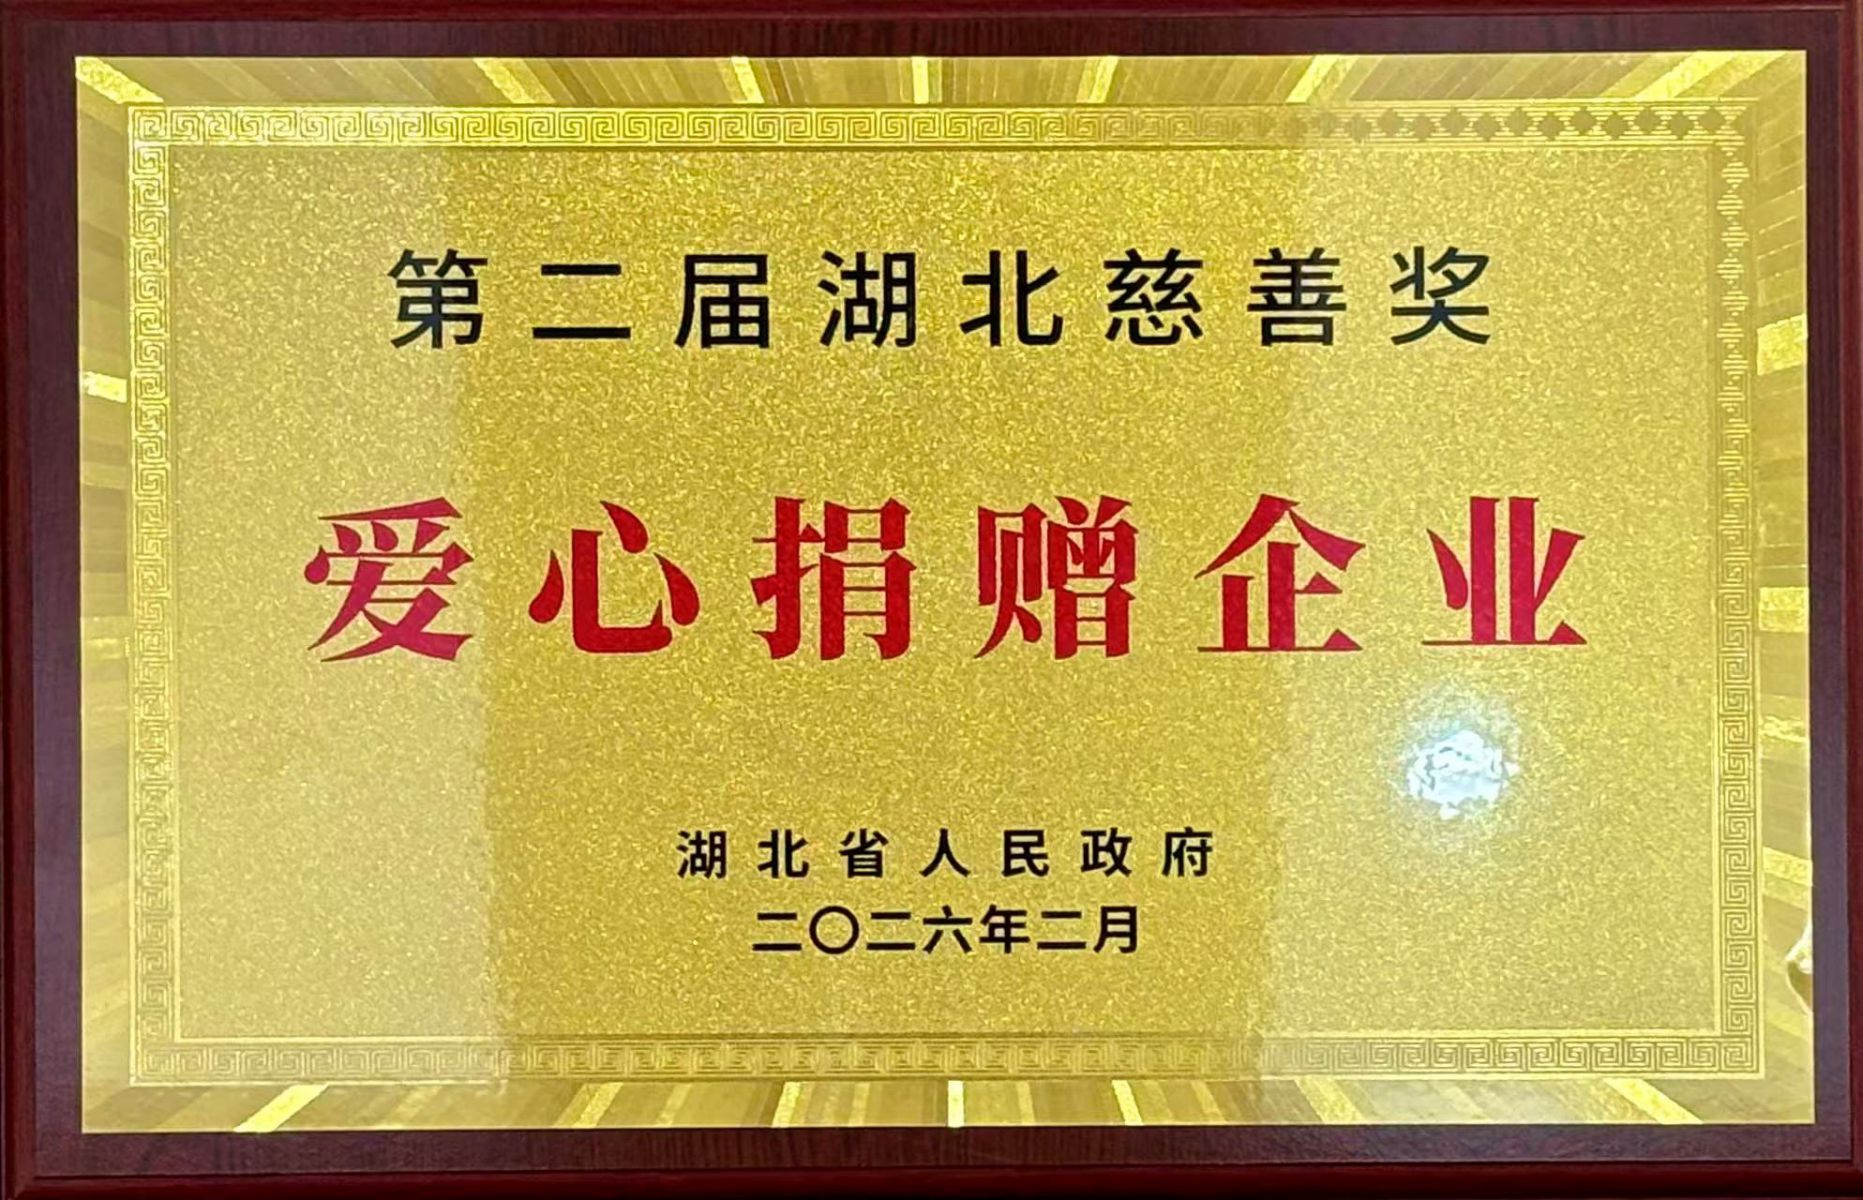 第二届湖北慈善奖
爱心捐赠企业
湖北省人民政府
二〇二六年二月